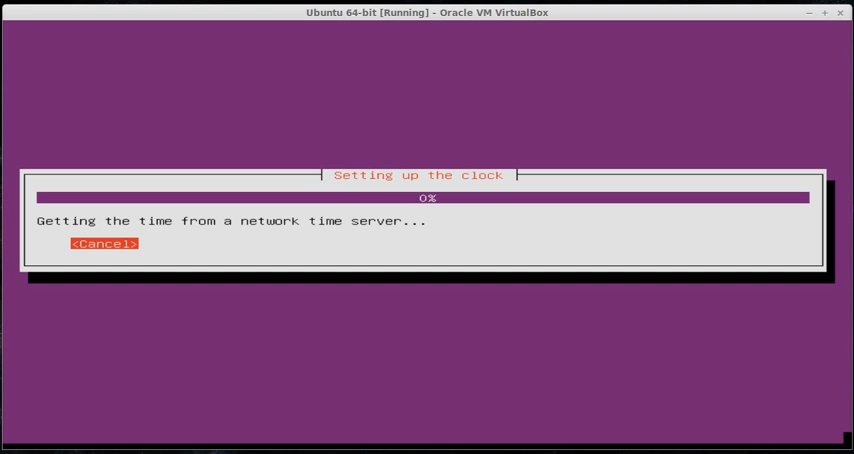 Ubuntu 64-bit [Running] - Oracle VM VirtualBox
Setting up the clock
0%
Getting the time from a network time server...
<Cancel>